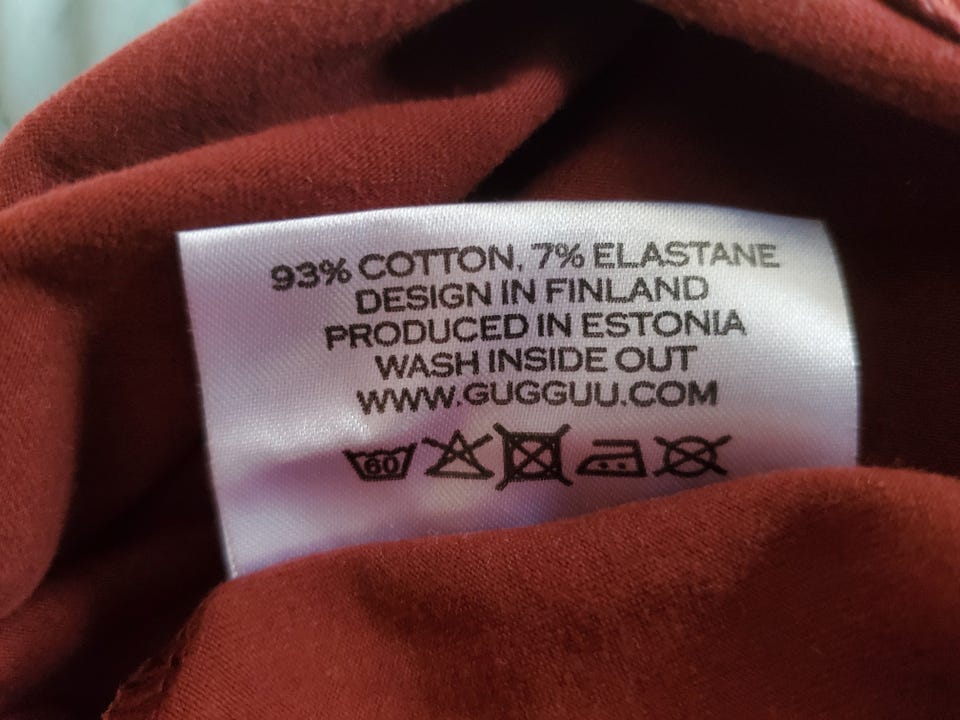 93% COTTON, 7% ELASTANE
DESIGN IN FINLAND
PRODUCED IN ESTONIA
WASH INSIDE OUT
WWW.GUGGUU.COM
60